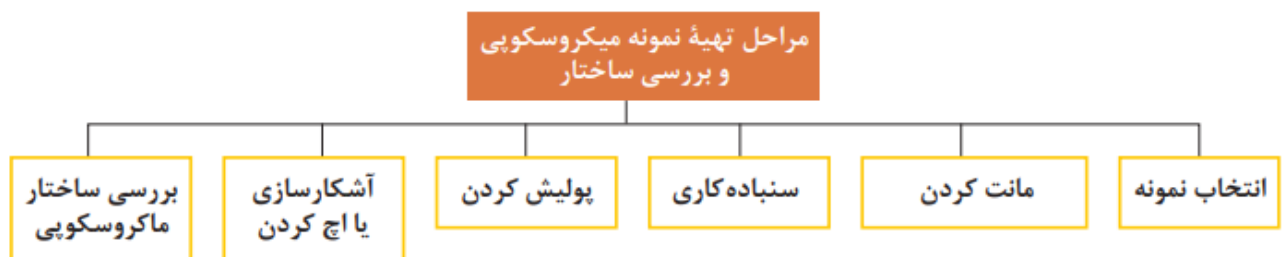 مراحل تهیهٔ نمونه میکروسکوپی
و بررسی ساختار
انتخاب نمونه
مانت کردن
سنباده‌کاری
پولیش کردن
آشکارسازی
یا اچ کردن
بررسی ساختار
ماکروسکوپی